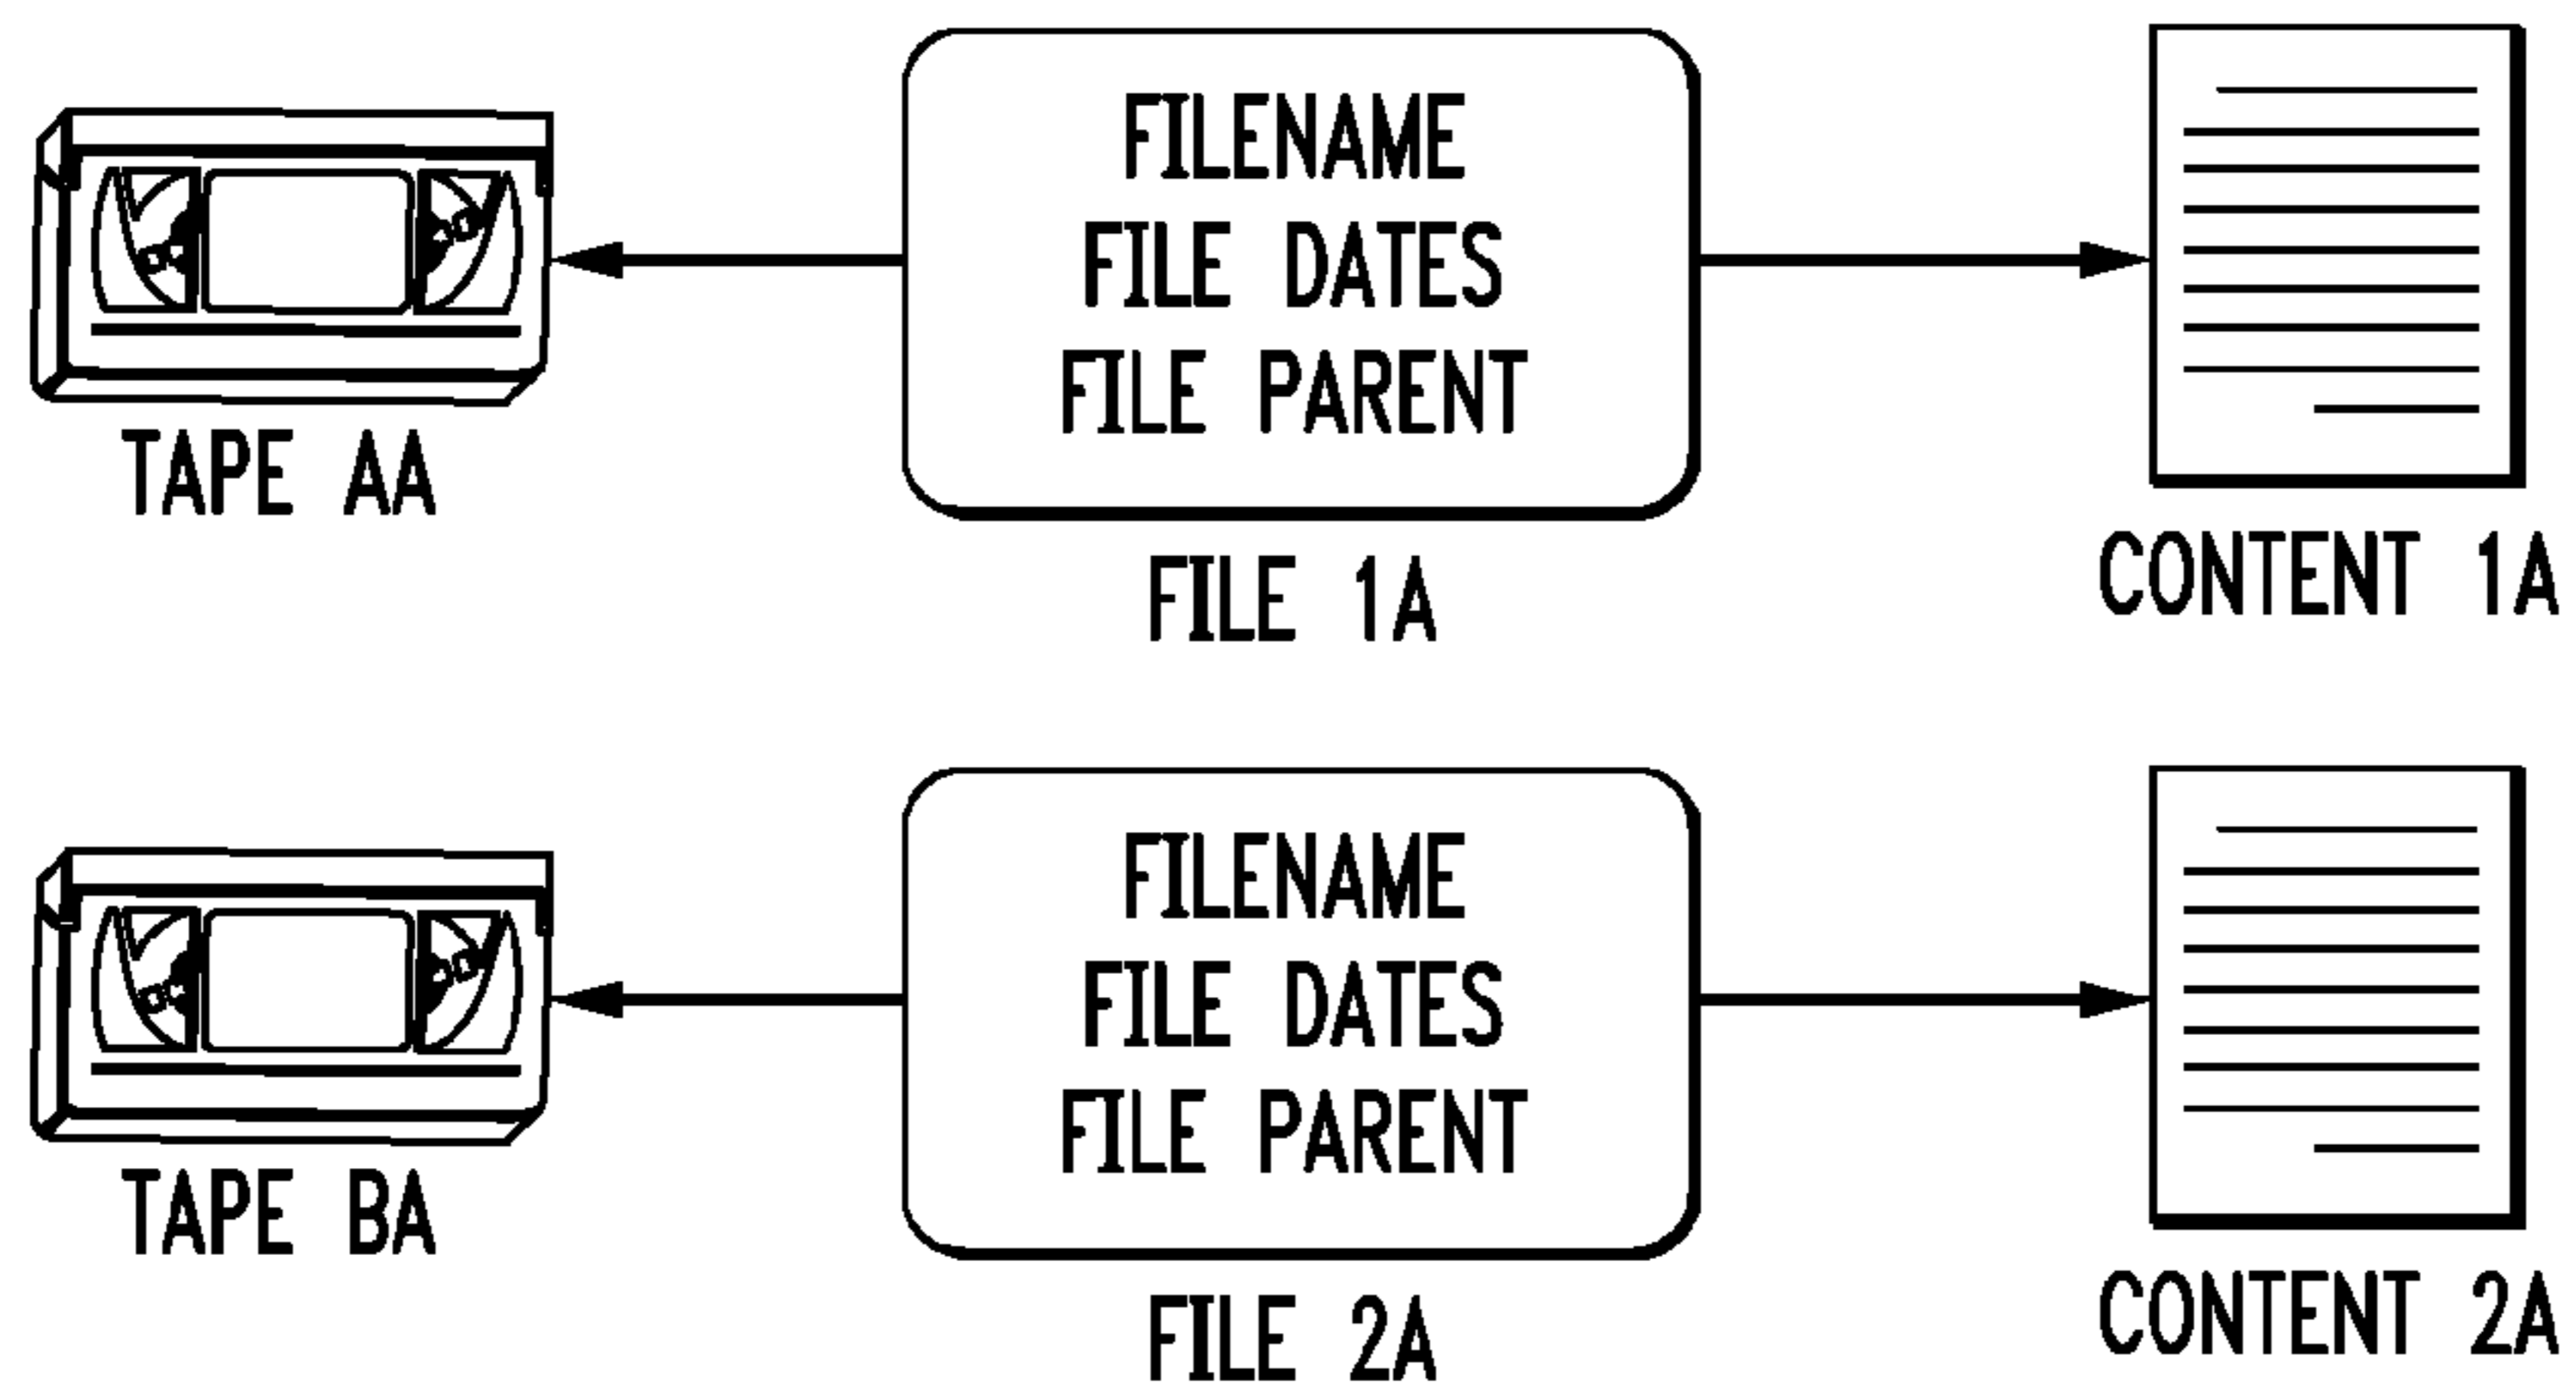 FILENAME
FILE DATES
FILE PARENT
TAPE AA
FILE 1A
CONTENT 1A
FILENAME
FILE DATES
FILE PARENT
TAPE BA
FILE 2A
CONTENT 2A